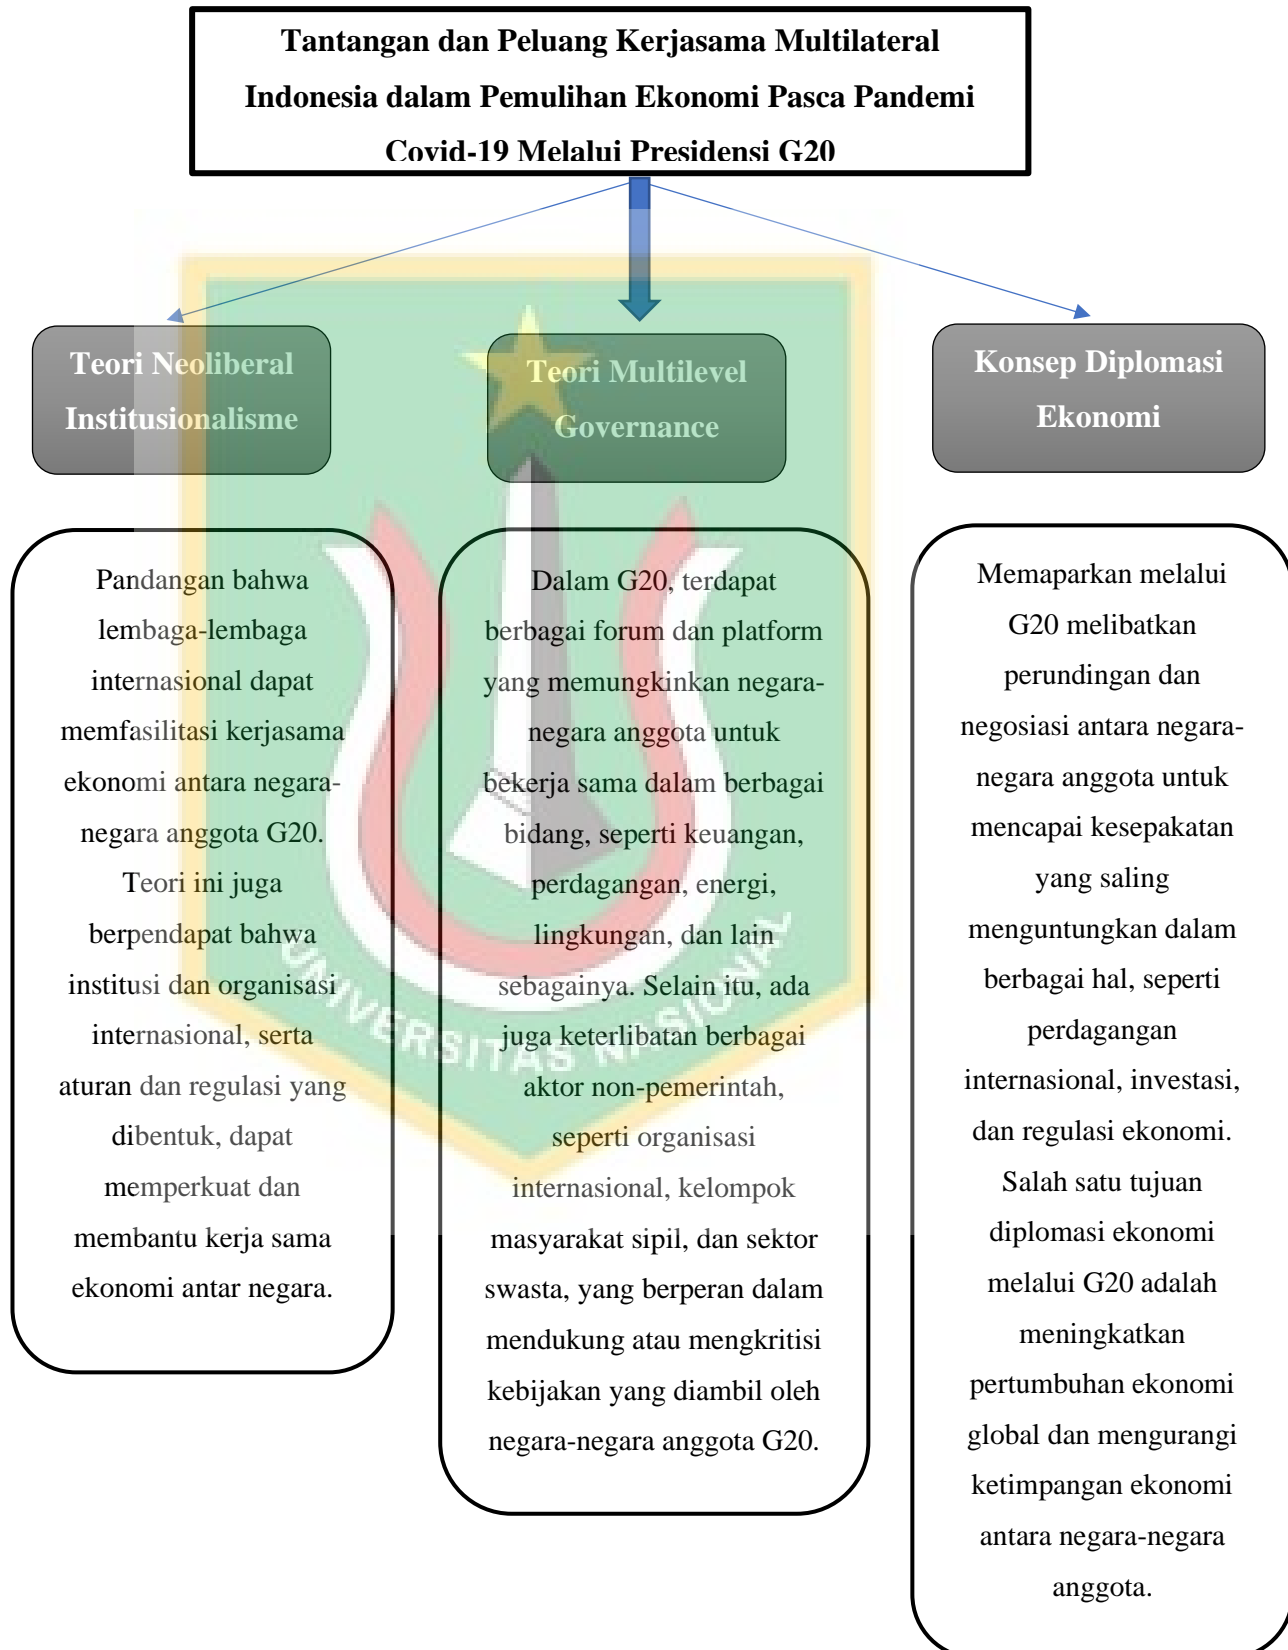 Tantangan dan Peluang Kerjasama Multilateral
Indonesia dalam Pemulihan Ekonomi Pasca Pandemi
Covid-19 Melalui Presidensi G20
Teori Neoliberal
Institusionalisme
Teori Multilevel
Governance
Konsep Diplomasi
Ekonomi
Pandangan bahwa
lembaga-lembaga
internasional dapat
memfasilitasi kerjasama
ekonomi antara negara-
negara anggota G20.
Teori ini juga
berpendapat bahwa
institusi dan organisasi
internasional, serta
aturan dan regulasi yang
dibentuk, dapat
memperkuat dan
membantu kerja sama
ekonomi antar negara.
Dalam G20, terdapat
berbagai forum dan platform
yang memungkinkan negara-
negara anggota untuk
bekerja sama dalam berbagai
bidang, seperti keuangan,
perdagangan, energi,
lingkungan, dan lain
sebagainya. Selain itu, ada
juga keterlibatan berbagai
aktor non-pemerintah,
seperti organisasi
internasional, kelompok
masyarakat sipil, dan sektor
swasta, yang berperan dalam
mendukung atau mengkritisi
kebijakan yang diambil oleh
negara-negara anggota G20.
Memaparkan melalui
G20 melibatkan
perundingan dan
negosiasi antara negara-
negara anggota untuk
mencapai kesepakatan
yang saling
menguntungkan dalam
berbagai hal, seperti
perdagangan
internasional, investasi,
dan regulasi ekonomi.
Salah satu tujuan
diplomasi ekonomi
melalui G20 adalah
meningkatkan
pertumbuhan ekonomi
global dan mengurangi
ketimpangan ekonomi
antara negara-negara
anggota.
UNIVERSITAS NASIONAL